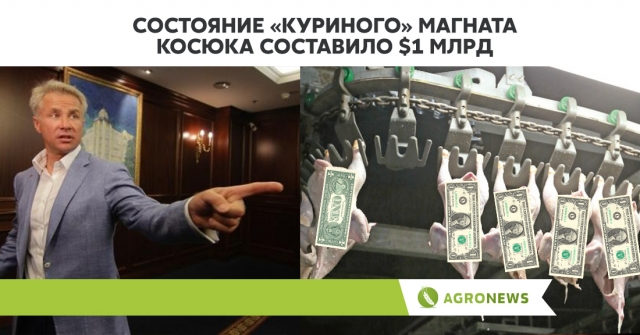 СОСТОЯНИЕ «КУРИНОГО» МАГНАТА
КОСЮКА СОСТАВИЛО $1 МЛРД
AGRONEWS